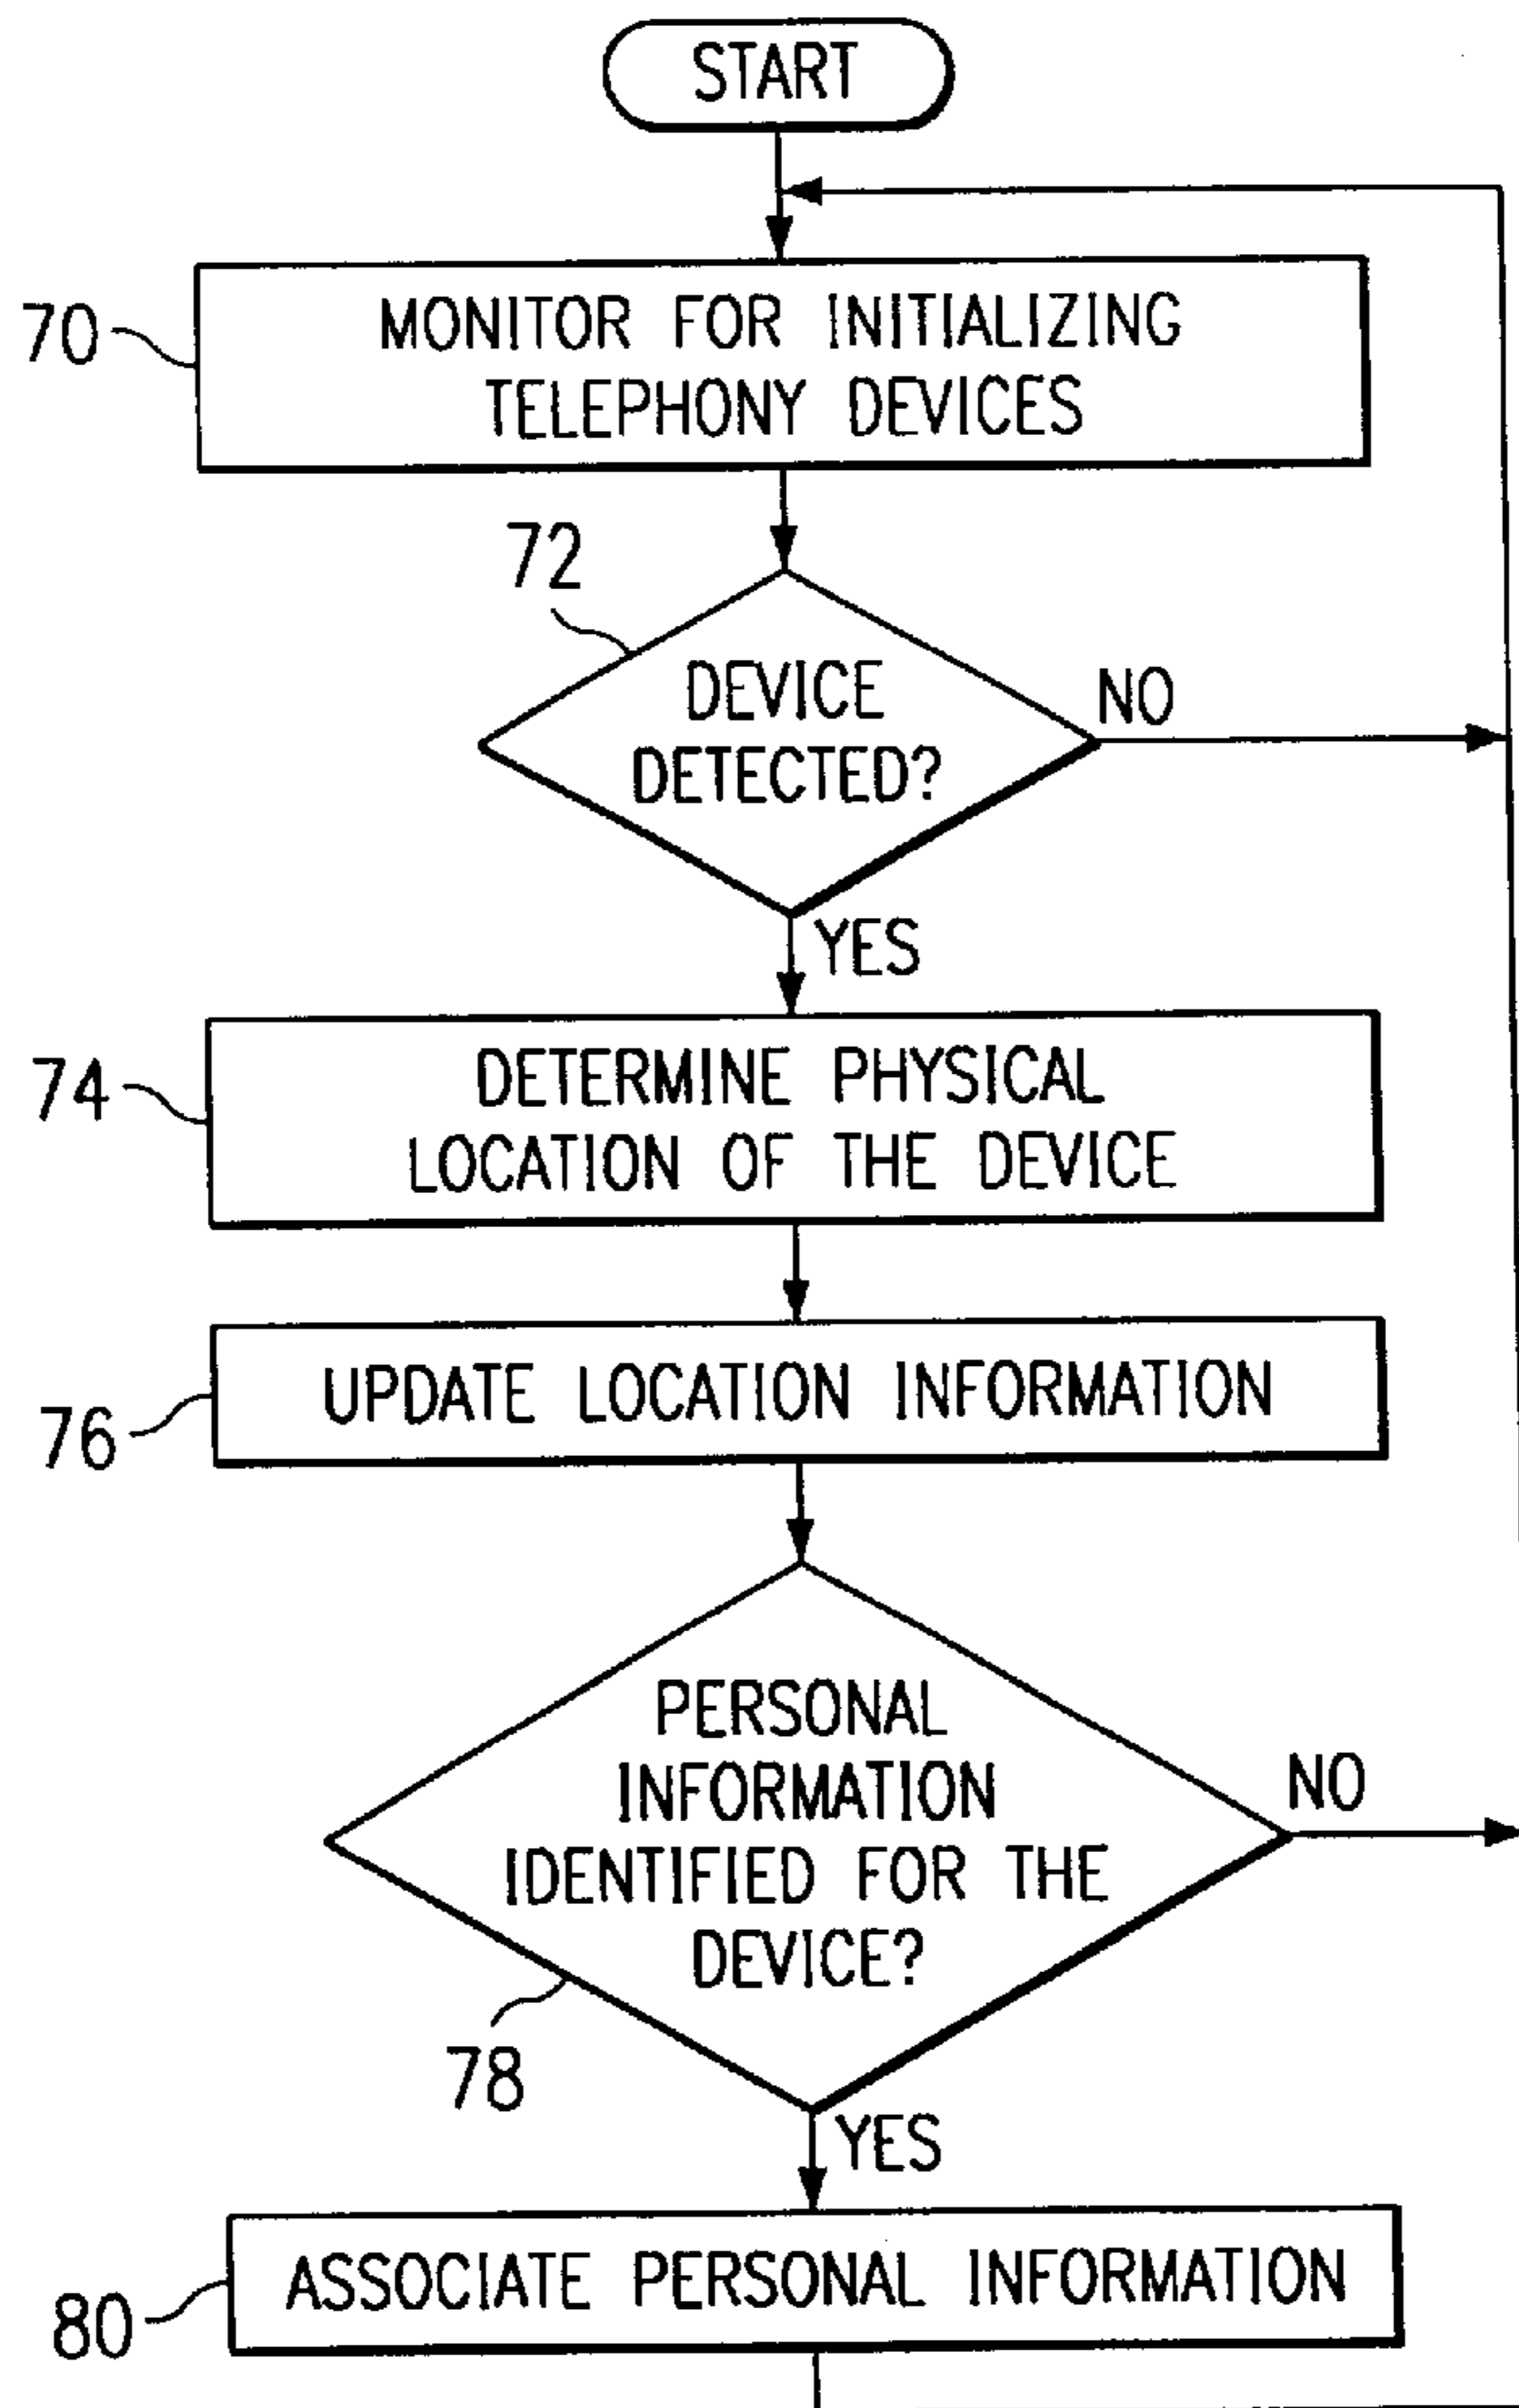 START
70
MONITOR FOR INITIALIZING
TELEPHONY DEVICES
72
DEVICE
DETECTED?
NO
YES
74
DETERMINE PHYSICAL
LOCATION OF THE DEVICE
76
UPDATE LOCATION INFORMATION
PERSONAL
INFORMATION
IDENTIFIED FOR THE
DEVICE?
NO
78
YES
80
ASSOCIATE PERSONAL INFORMATION